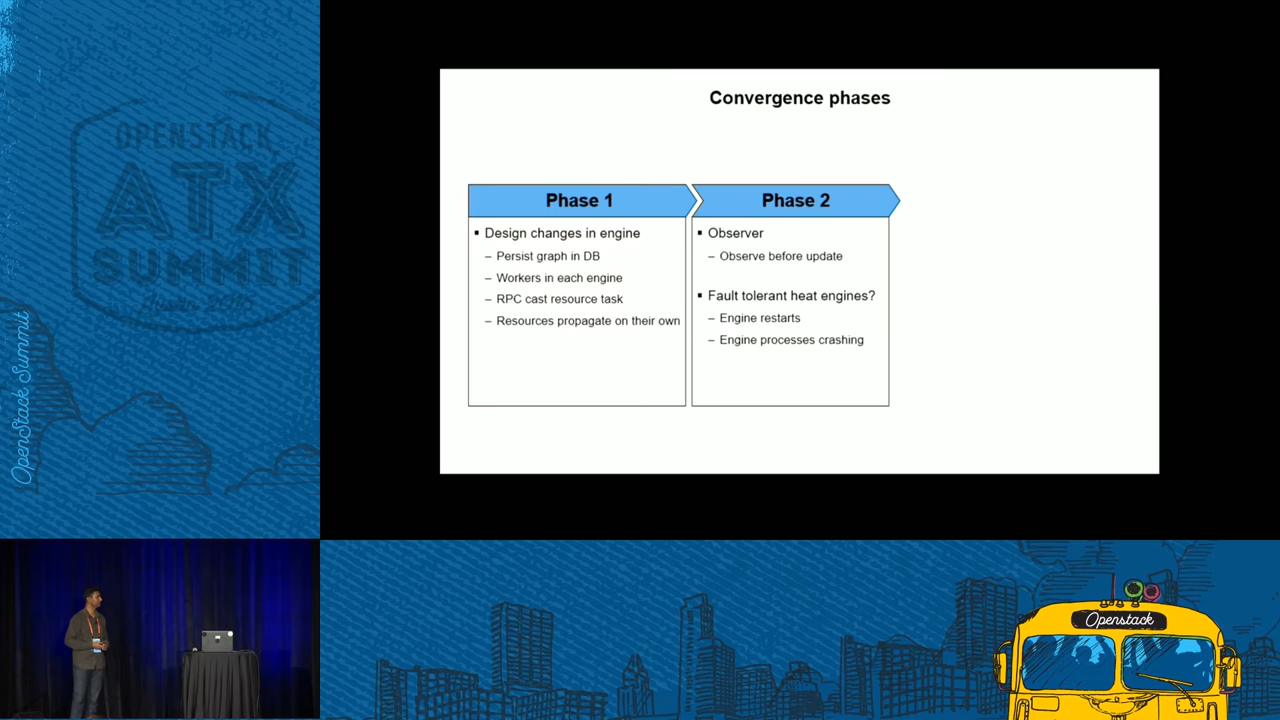 OPENSTACK
ATX
SUMMIT
Austin 2016
OpenStack Summit
Convergence phases
Phase 1
▪ Design changes in engine
– Persist graph in DB
– Workers in each engine
– RPC cast resource task
– Resources propagate on their own
Phase 2
▪ Observer
– Observe before update
▪ Fault tolerant heat engines?
– Engine restarts
– Engine processes crashing
Openstack